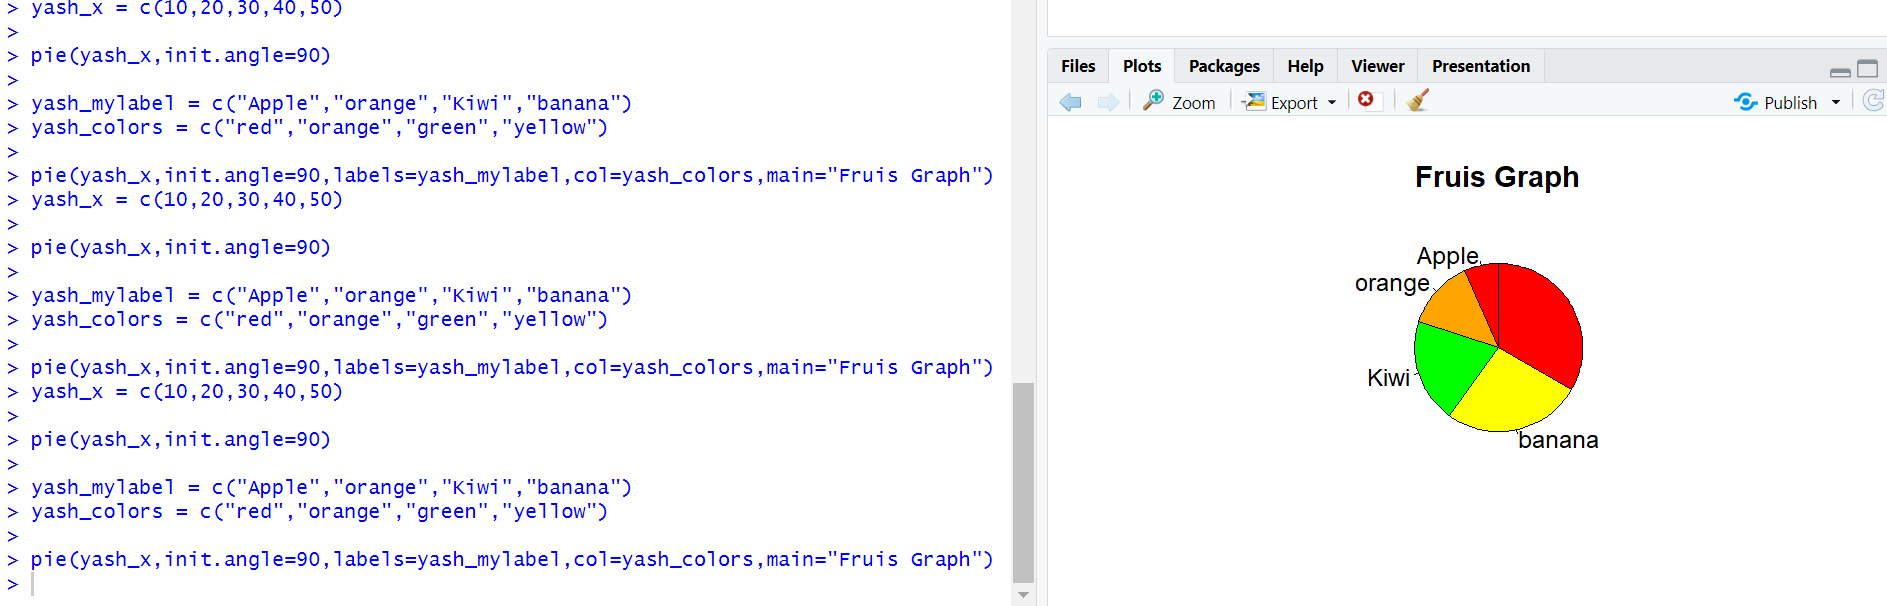 > yash_x = c(10,20,30,40,50)
>
> pie(yash_x,init.angle=90)
>
> yash_mylabel = c("Apple","orange","Kiwi","banana")
> yash_colors = c("red","orange","green","yellow")
>
> pie(yash_x,init.angle=90,labels=yash_mylabel,col=yash_colors,main="Fruis Graph")
> yash_x = c(10,20,30,40,50)
>
> pie(yash_x,init.angle=90)
>
> yash_mylabel = c("Apple","orange","Kiwi","banana")
> yash_colors = c("red","orange","green","yellow")
>
> pie(yash_x,init.angle=90,labels=yash_mylabel,col=yash_colors,main="Fruis Graph")
> yash_x = c(10,20,30,40,50)
>
> pie(yash_x,init.angle=90)
>
> yash_mylabel = c("Apple","orange","Kiwi","banana")
> yash_colors = c("red","orange","green","yellow")
>
> pie(yash_x,init.angle=90,labels=yash_mylabel,col=yash_colors,main="Fruis Graph")
>
Files Plots Packages Help Viewer Presentation
Zoom Export Publish
Fruis Graph
Apple
orange
Kiwi
banana